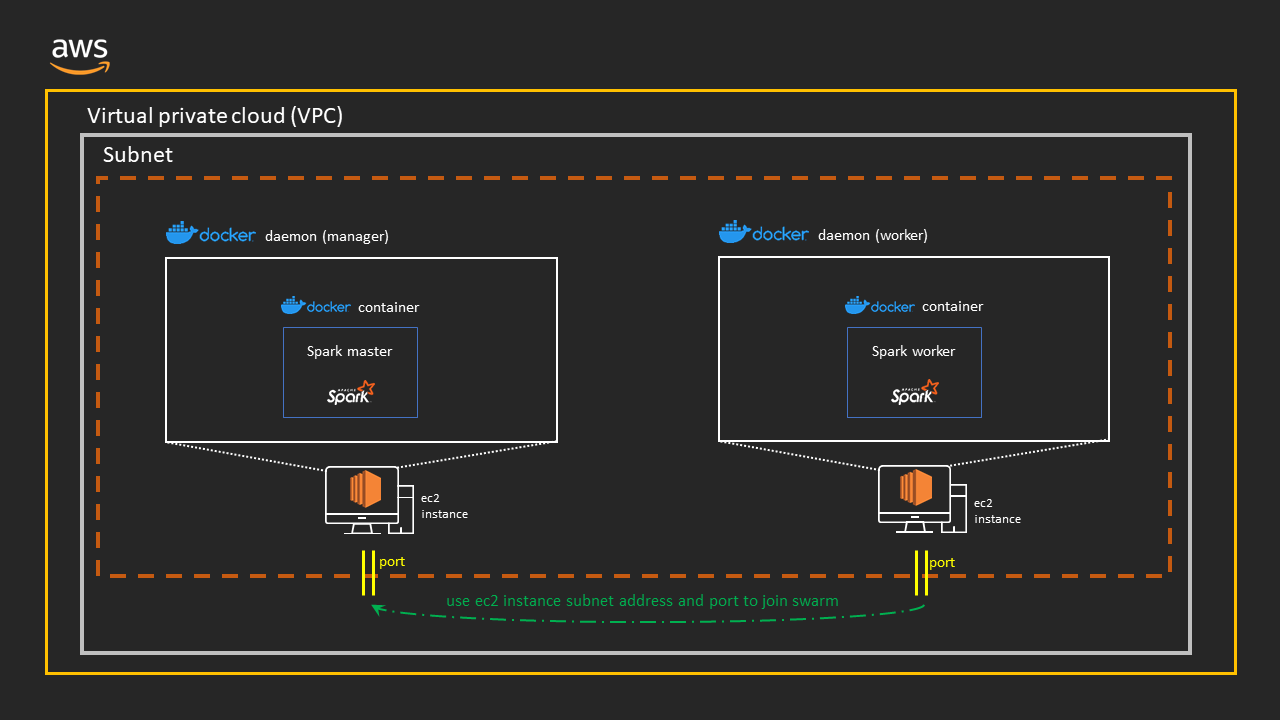 aws
Virtual private cloud (VPC)
Subnet
docker daemon (manager)
docker container
Spark master
APACHE
Spark
ec2
instance
port
docker daemon (worker)
docker container
Spark worker
APACHE
Spark
ec2
instance
port
use ec2 instance subnet address and port to join swarm